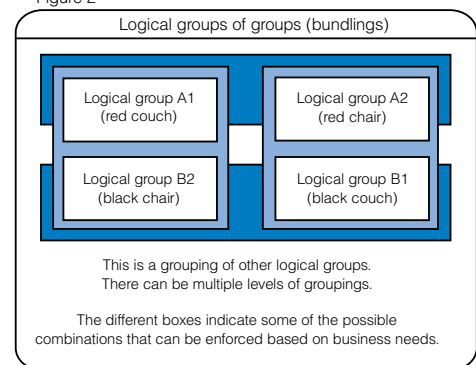 Figure 2
Logical groups of groups (bundlings)
Logical group A1
(red couch)
Logical group A2
(red chair)
Logical group B2
(black chair)
Logical group B1
(black couch)
This is a grouping of other logical groups.
There can be multiple levels of groupings.
The different boxes indicate some of the possible
combinations that can be enforced based on business needs.